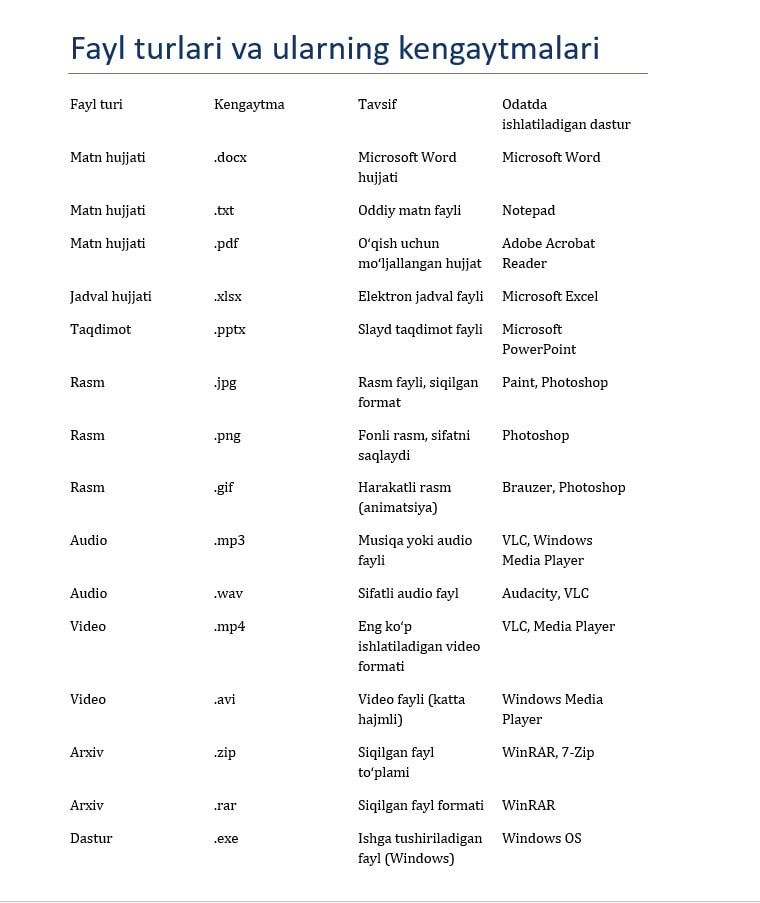 Fayl turlari va ularning kengaytmalari
Fayl turi Kengaytma Tavsif Odatda
ishlatiladigan dastur
Matn hujjati .docx Microsoft Word Microsoft Word
hujjati
Matn hujjati .txt Oddiy matn fayli Notepad
Matn hujjati .pdf Oʻqish uchun Adobe Acrobat
moʻljallangan hujjat Reader
Jadval hujjati .xlsx Elektron jadval fayli Microsoft Excel
Taqdimot .pptx Slayd taqdimot fayli Microsoft
PowerPoint
Rasm .jpg Rasm fayli, siqilgan Paint, Photoshop
format
Rasm .png Fonli rasm, sifatni Photoshop
saqlaydi
Rasm .gif Harakatli rasm Brauzer, Photoshop
(animatsiya)
Audio .mp3 Musiqa yoki audio VLC, Windows
fayli Media Player
Audio .wav Sifatli audio fayl Audacity, VLC
Video .mp4 Eng koʻp VLC, Media Player
ishlatiladigan video
formati
Video .avi Video fayli (katta Windows Media
hajmli) Player
Arxiv .zip Siqilgan fayl WinRAR, 7-Zip
toʻplami
Arxiv .rar Siqilgan fayl formati WinRAR
Dastur .exe Ishga tushiriladigan Windows OS
fayl (Windows)